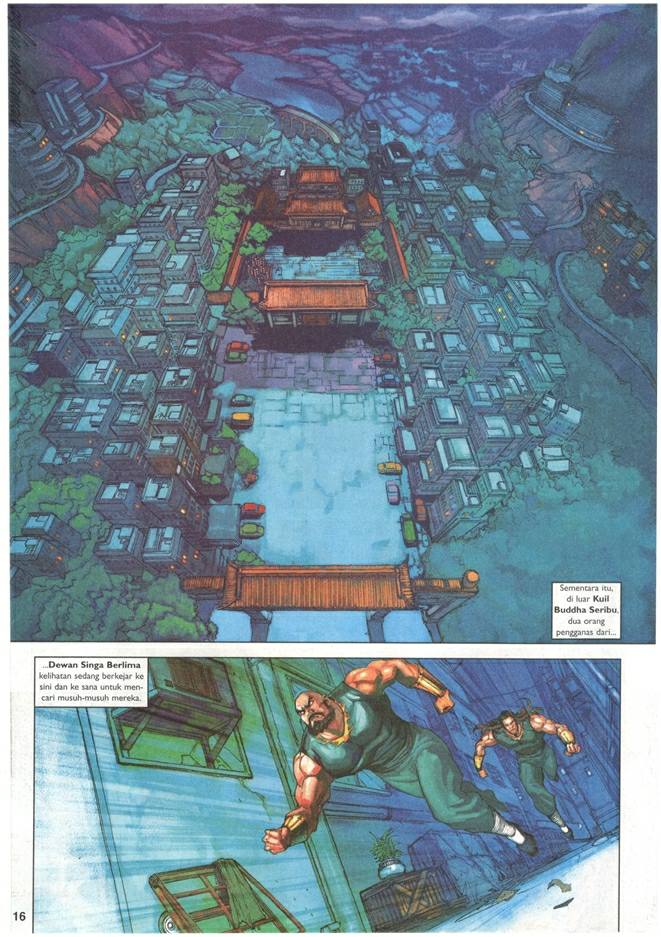 Sementara itu,
di luar Kuil
Buddha Seribu,
dua orang
pengganas dari...
...Dewan Singa Berlima
kelihatan sedang berkejar ke
sini dan ke sana untuk men-
cari musuh-musuh mereka.
16